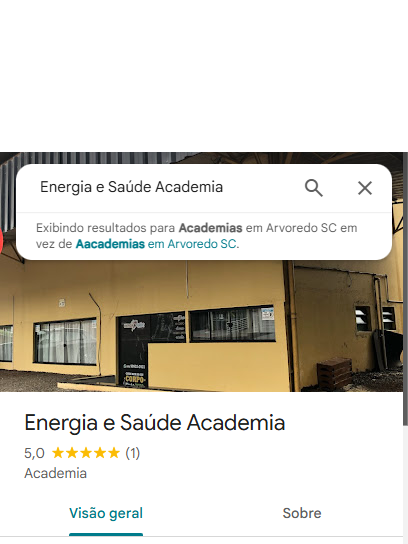 Energia e Saúde Academia
Exibindo resultados para Academias em Arvoredo SC em
vez de Aacademias em Arvoredo SC.
CORPO
Energia e Saúde Academia
5,0 (1)
Academia
Visão geral
Sobre